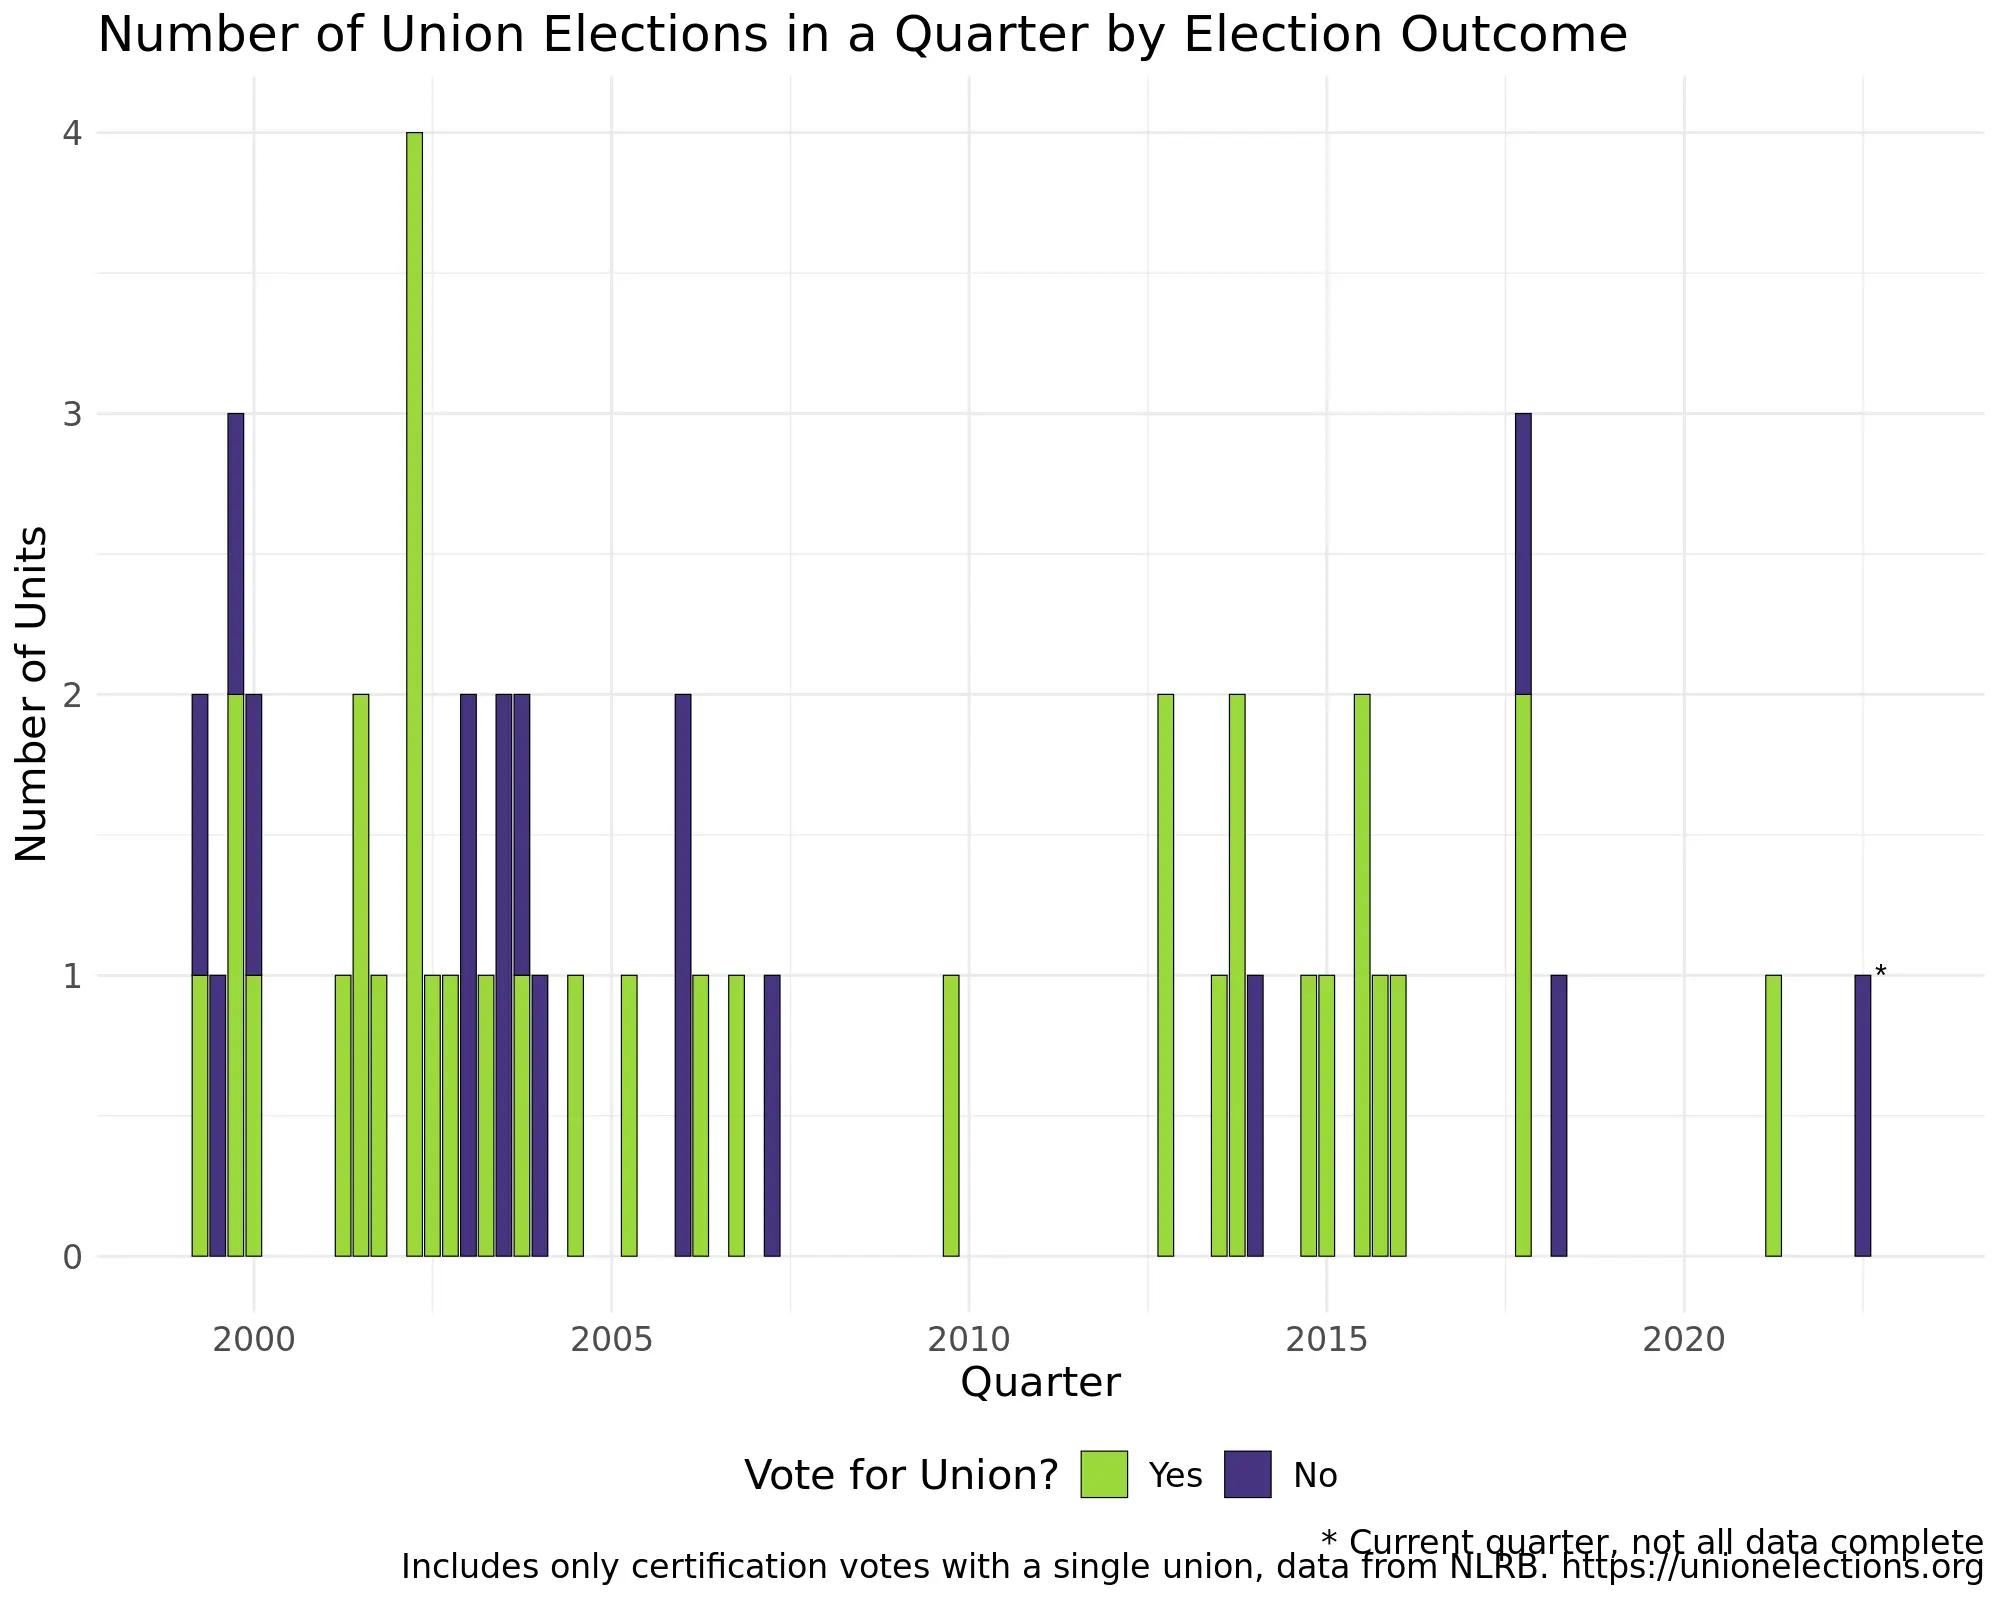 Number of Union Elections in a Quarter by Election Outcome
Number of Units
4
3
2
1
0
*
2000 2005 2010 2015 2020
Quarter
Vote for Union? Yes No
* Current quarter, not all data complete
Includes only certification votes with a single union, data from NLRB. https://unionelections.org